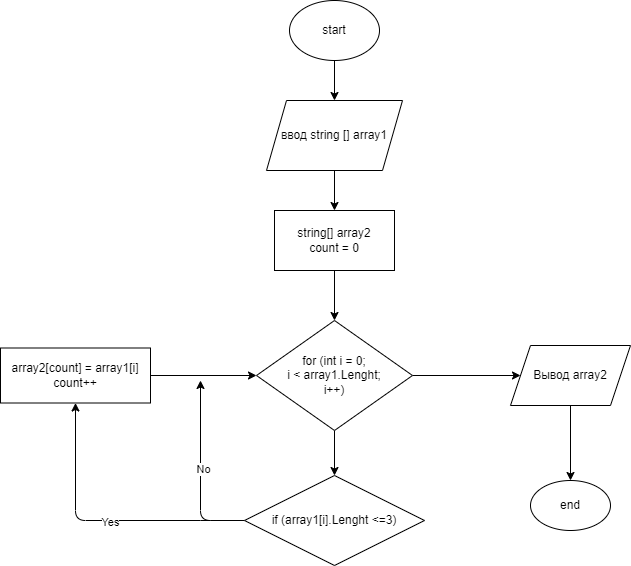 start
ввод string [] array1
string[] array2
count = 0
for (int i = 0;
i < array1.Lenght;
i++)
array2[count] = array1[i]
count++
Вывод array2
No
Yes
if (array1[i].Lenght <=3)
end